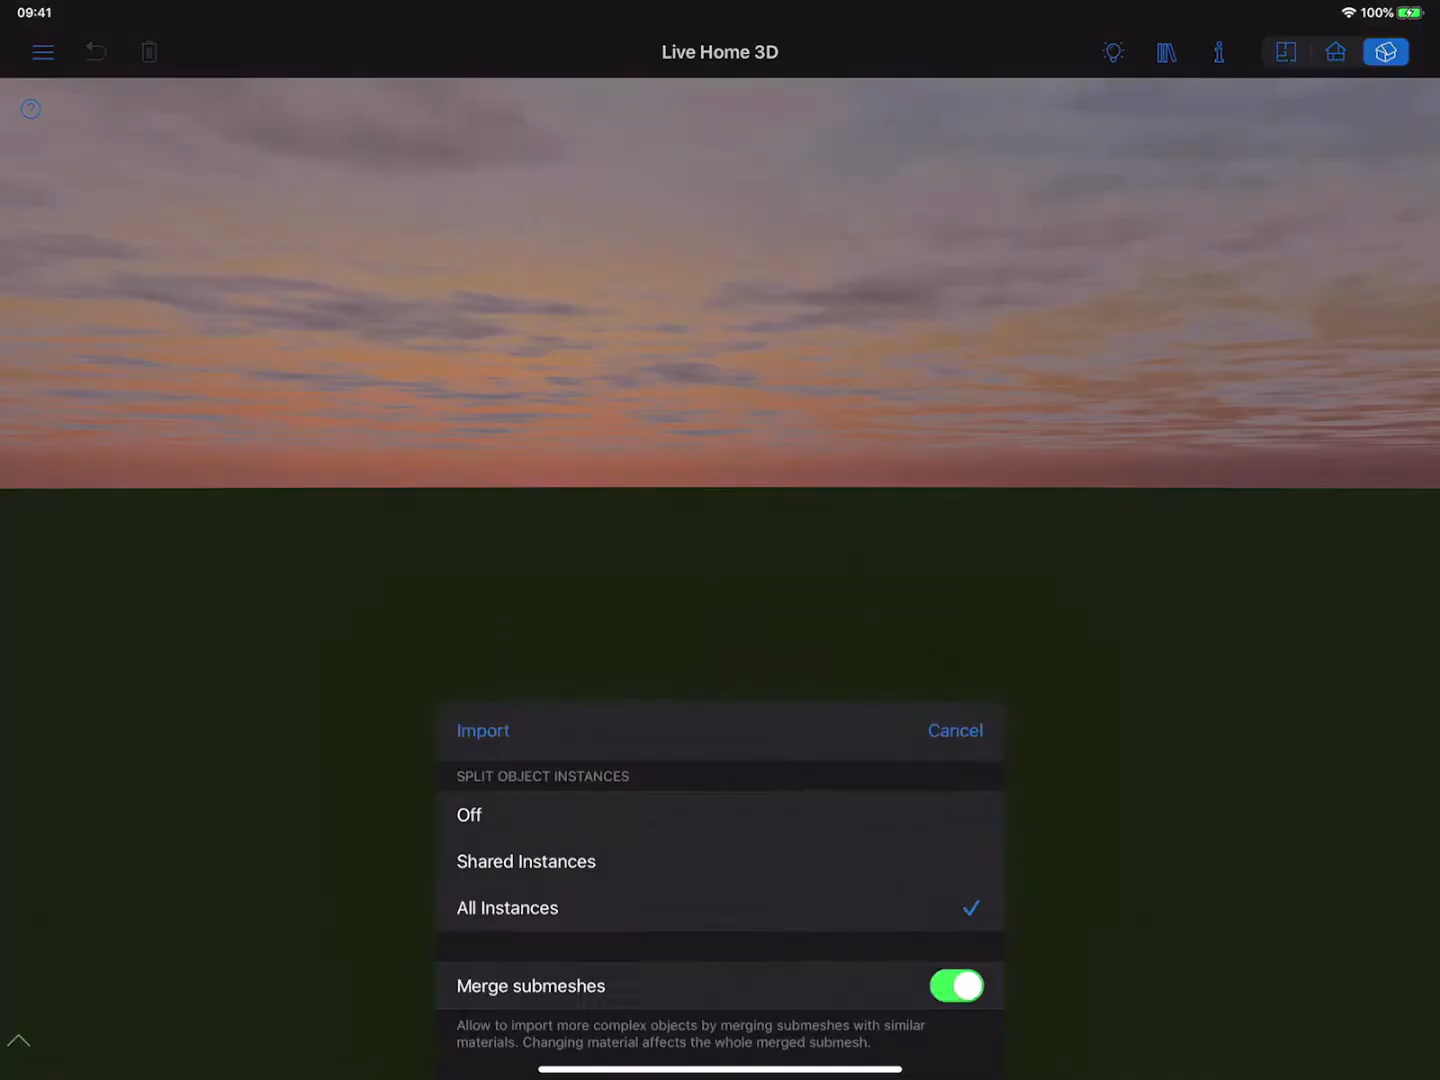 09:41
100%
Live Home 3D
?
Import
Cancel
SPLIT OBJECT INSTANCES
Off
Shared Instances
All Instances
Merge submeshes
Allow to import more complex objects by merging submeshes with similar
materials. Changing material affects the whole merged submesh.